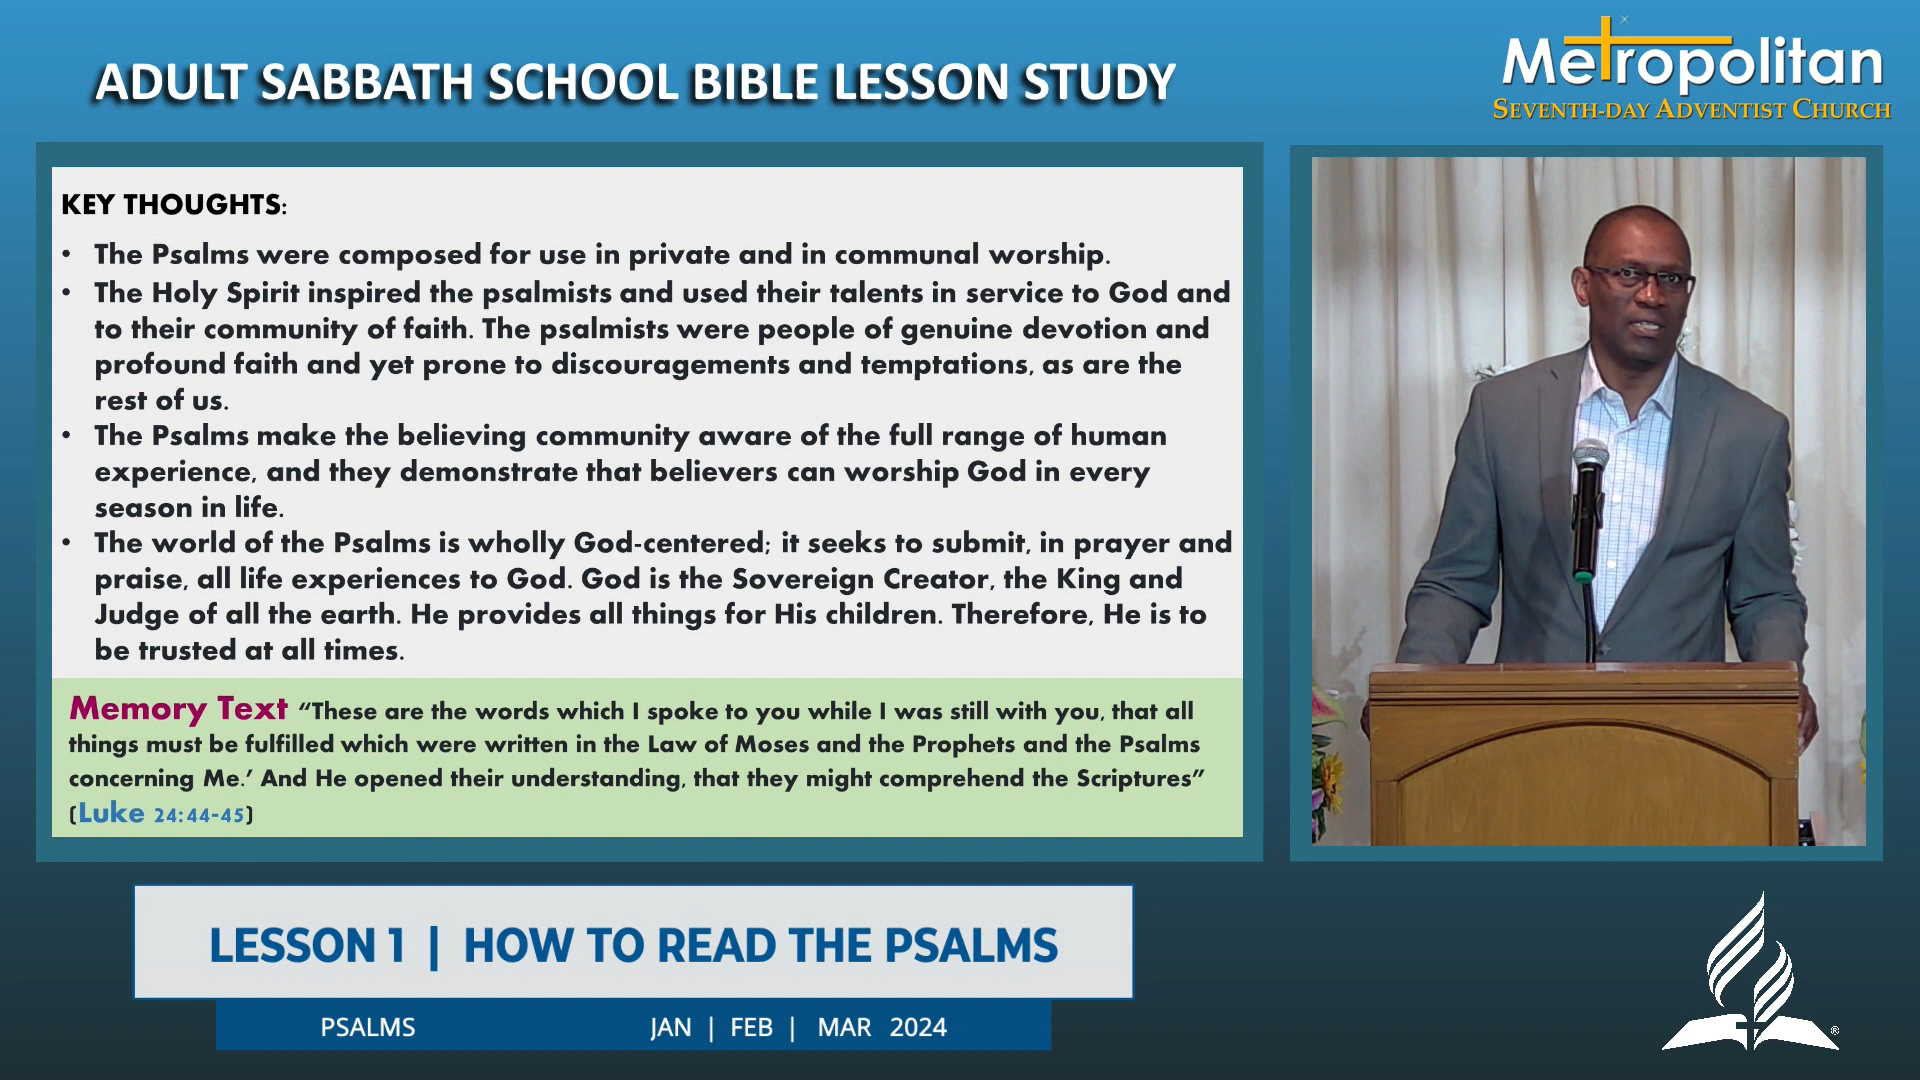 ADULT SABBATH SCHOOL BIBLE LESSON STUDY
Metropolitan
SEVENTH-DAY ADVENTIST CHURCH
KEY THOUGHTS:
• The Psalms were composed for use in private and in communal worship.
• The Holy Spirit inspired the psalmists and used their talents in service to God and
to their community of faith. The psalmists were people of genuine devotion and
profound faith and yet prone to discouragements and temptations, as are the
rest of us.
• The Psalms make the believing community aware of the full range of human
experience, and they demonstrate that believers can worship God in every
season in life.
• The world of the Psalms is wholly God-centered; it seeks to submit, in prayer and
praise, all life experiences to God. God is the Sovereign Creator, the King and
Judge of all the earth. He provides all things for His children. Therefore, He is to
be trusted at all times.
Memory Text “These are the words which I spoke to you while I was still with you, that all
things must be fulfilled which were written in the Law of Moses and the Prophets and the Psalms
concerning Me.’ And He opened their understanding, that they might comprehend the Scriptures”
(Luke 24:44-45)
LESSON 1 | HOW TO READ THE PSALMS
PSALMS JAN | FEB | MAR 2024
®